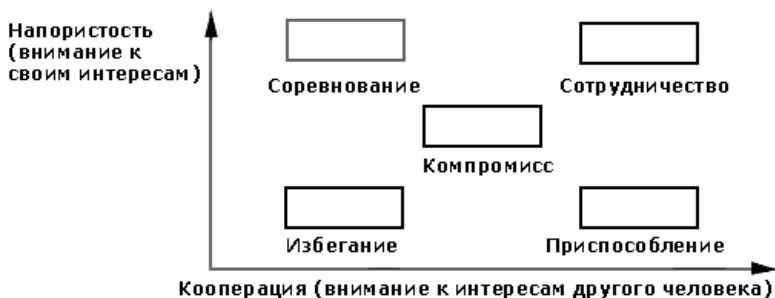 Напористость
(внимание к
своим интересам)
Соревнование
Сотрудничество
Компромисс
Избегание
Приспособление
Кооперация (внимание к интересам другого человека)